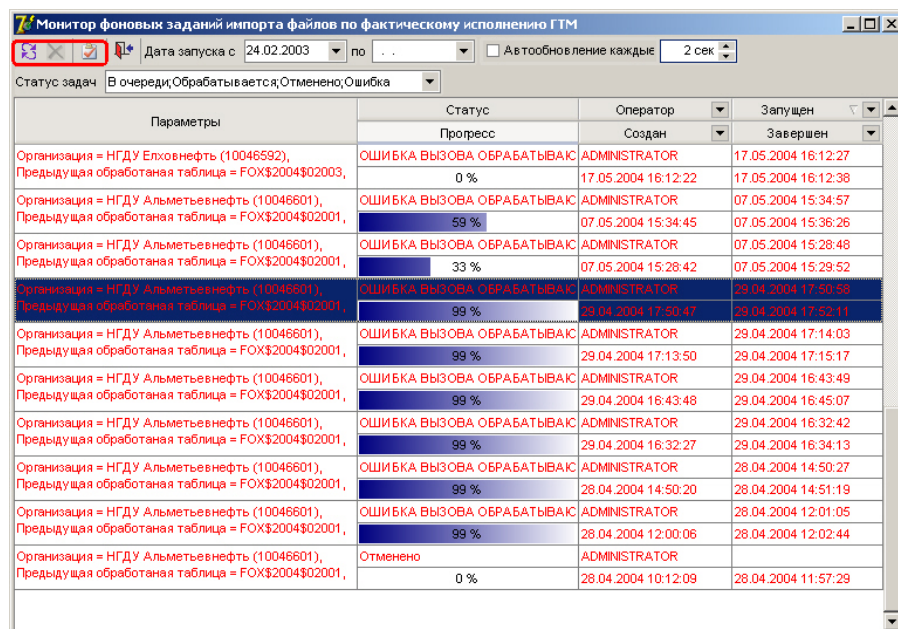 Монитор фоновых заданий импорта файлов по фактическому исполнению ГТМ
Дата запуска с 24.02.2003 по . . Автообновление каждые 2 сек
Статус задач В очереди;Обрабатывается;Отменено;Ошибка
Параметры Статус Оператор Запущен
Прогресс Создан Завершен
Организация = НГДУ Елховнефть (10046592), ОШИБКА ВЫЗОВА ОБРАБАТЫВАЮ ADMINISTRATOR 17.05.2004 16:12:27
Предыдущая обработаная таблица = FOX$2004$02003, 0 % 17.05.2004 16:12:22 17.05.2004 16:12:38
Организация = НГДУ Альметьевнефть (10046601), ОШИБКА ВЫЗОВА ОБРАБАТЫВАЮ ADMINISTRATOR 07.05.2004 15:34:57
Предыдущая обработаная таблица = FOX$2004$02001, 59 % 07.05.2004 15:34:45 07.05.2004 15:36:26
Организация = НГДУ Альметьевнефть (10046601), ОШИБКА ВЫЗОВА ОБРАБАТЫВАЮ ADMINISTRATOR 07.05.2004 15:28:48
Предыдущая обработаная таблица = FOX$2004$02001, 33 % 07.05.2004 15:28:42 07.05.2004 15:29:52
Организация = НГДУ Альметьевнефть (10046601), ОШИБКА ВЫЗОВА ОБРАБАТЫВАЮ ADMINISTRATOR 29.04.2004 17:50:58
Предыдущая обработаная таблица = FOX$2004$02001, 99 % 29.04.2004 17:50:47 29.04.2004 17:52:11
Организация = НГДУ Альметьевнефть (10046601), ОШИБКА ВЫЗОВА ОБРАБАТЫВАЮ ADMINISTRATOR 29.04.2004 17:14:03
Предыдущая обработаная таблица = FOX$2004$02001, 99 % 29.04.2004 17:13:50 29.04.2004 17:15:17
Организация = НГДУ Альметьевнефть (10046601), ОШИБКА ВЫЗОВА ОБРАБАТЫВАЮ ADMINISTRATOR 29.04.2004 16:43:49
Предыдущая обработаная таблица = FOX$2004$02001, 99 % 29.04.2004 16:43:48 29.04.2004 16:45:07
Организация = НГДУ Альметьевнефть (10046601), ОШИБКА ВЫЗОВА ОБРАБАТЫВАЮ ADMINISTRATOR 29.04.2004 16:32:42
Предыдущая обработаная таблица = FOX$2004$02001, 99 % 29.04.2004 16:32:27 29.04.2004 16:34:13
Организация = НГДУ Альметьевнефть (10046601), ОШИБКА ВЫЗОВА ОБРАБАТЫВАЮ ADMINISTRATOR 28.04.2004 14:50:27
Предыдущая обработаная таблица = FOX$2004$02001, 99 % 28.04.2004 14:50:20 28.04.2004 14:51:19
Организация = НГДУ Альметьевнефть (10046601), ОШИБКА ВЫЗОВА ОБРАБАТЫВАЮ ADMINISTRATOR 28.04.2004 12:01:05
Предыдущая обработаная таблица = FOX$2004$02001, 99 % 28.04.2004 12:00:06 28.04.2004 12:02:44
Организация = НГДУ Альметьевнефть (10046601), Отменено ADMINISTRATOR
Предыдущая обработаная таблица = FOX$2004$02001, 0 % 28.04.2004 10:12:09 28.04.2004 11:57:29